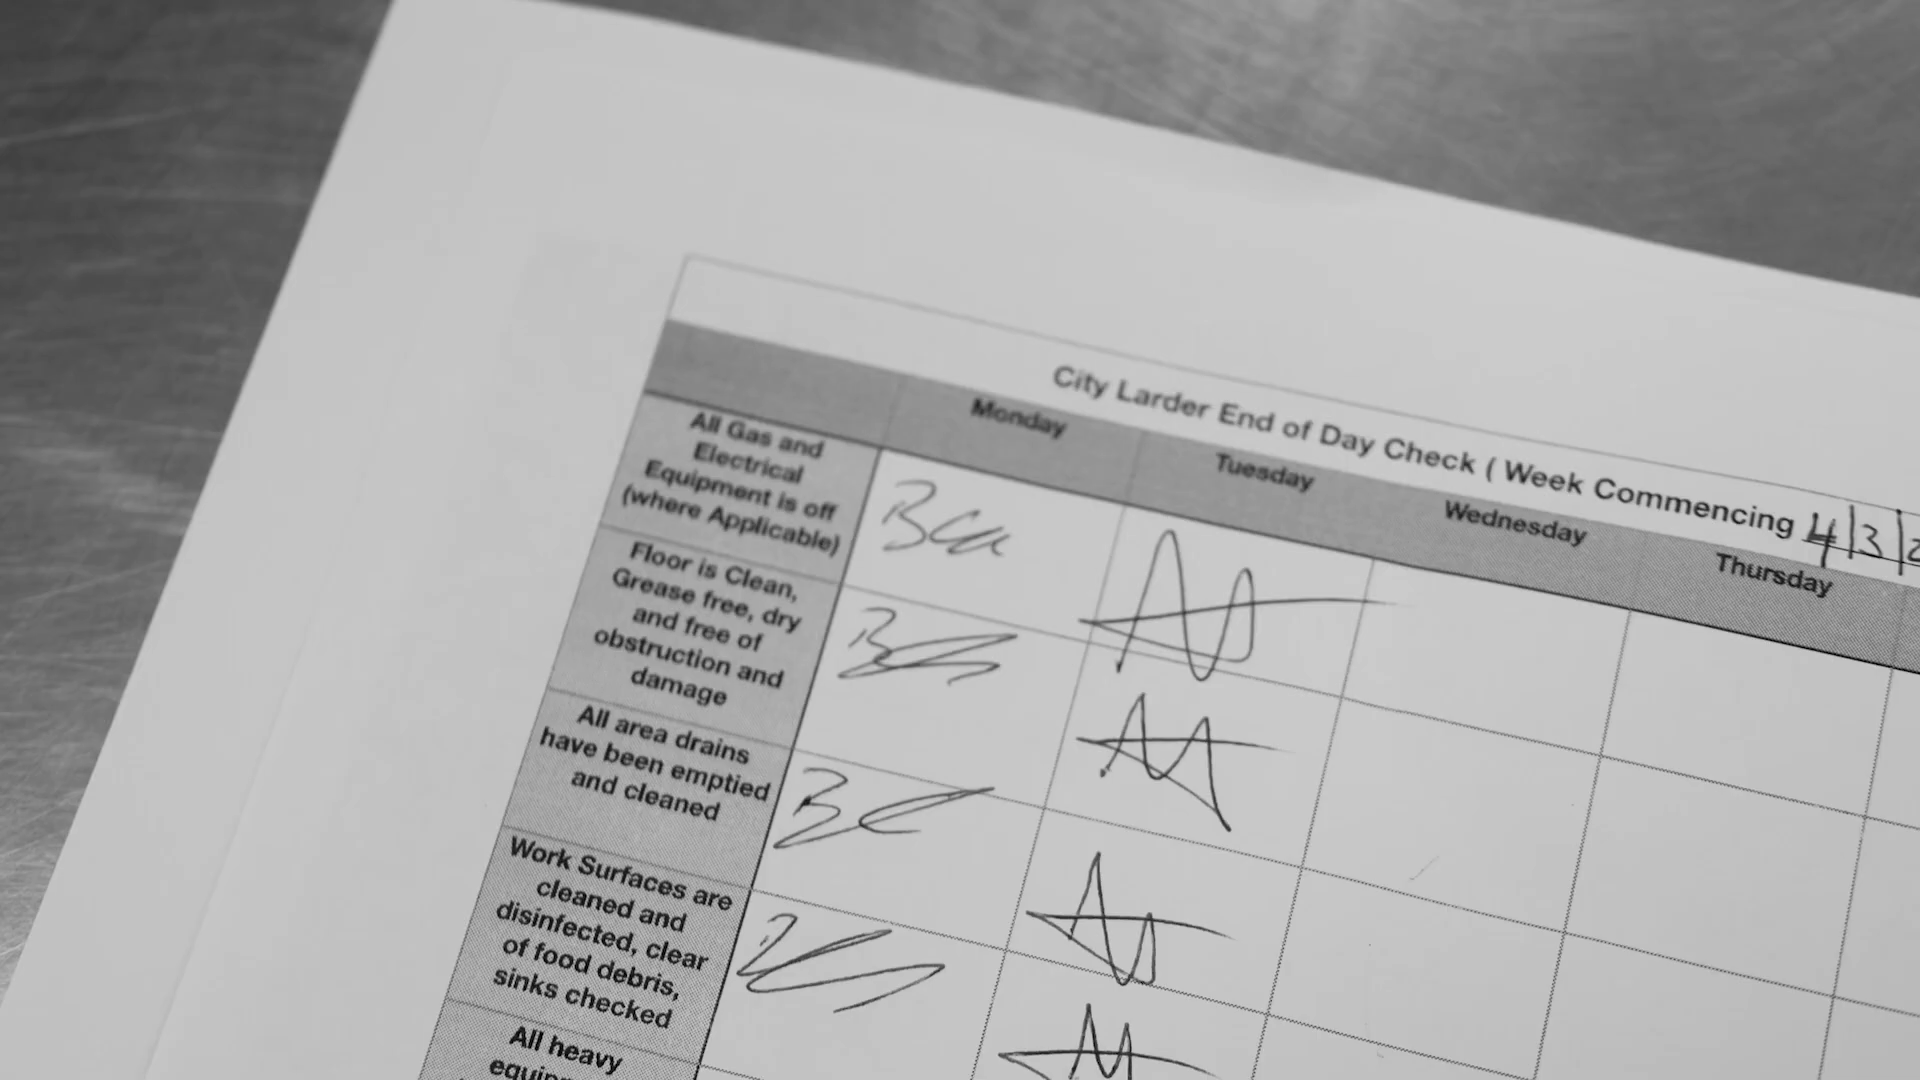 City Larder End of Day Check ( Week Commencing 4/3/2
Monday
Tuesday
Wednesday
Thursday
All Gas and
Electrical
Equipment is off
(where Applicable)
Floor is Clean,
Grease free, dry
and free of
obstruction and
damage
All area drains
have been emptied
and cleaned
Work Surfaces are
cleaned and
disinfected, clear
of food debris,
sinks checked
All heavy